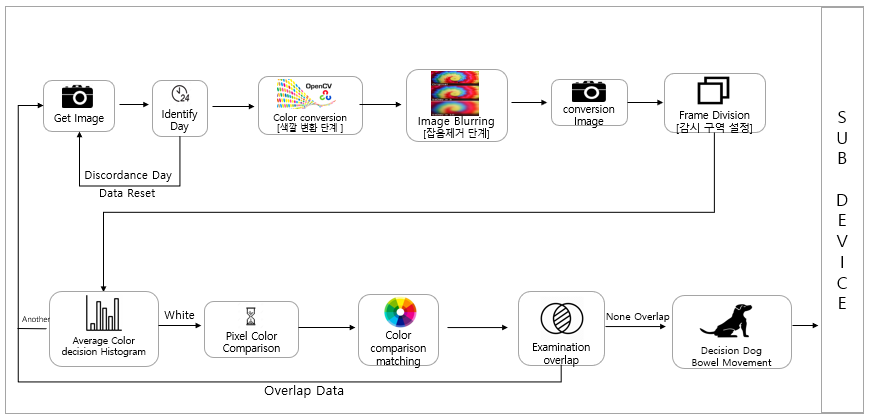 Get Image
24
Identify
Day
OpenCV
Color conversion
[색깔 변환 단계 ]
Image Blurring
[잡음제거 단계]
conversion
Image
Frame Division
[감시 구역 설정]
Discordance Day
Data Reset
SUB DEVICE
Another
Average Color
decision Histogram
White
Pixel Color
Comparison
Color
comparison
matching
Examination
overlap
None Overlap
Decision Dog
Bowel Movement
Overlap Data